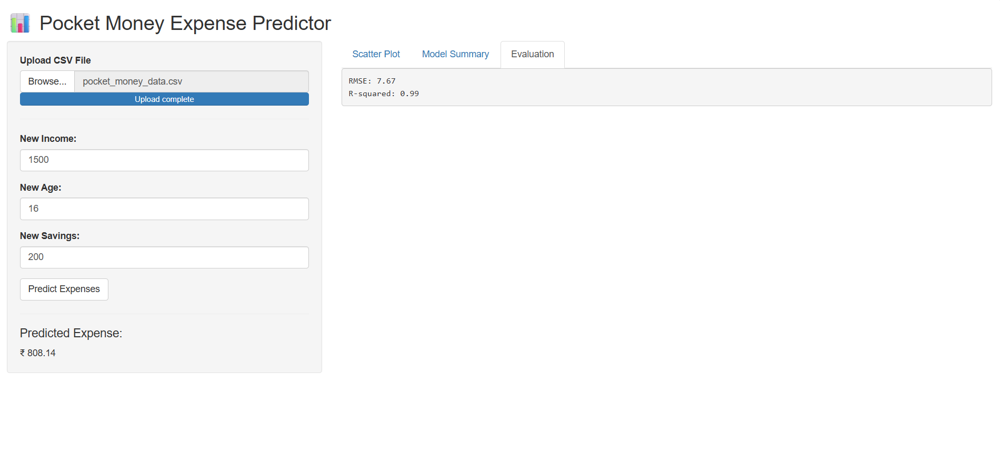 Pocket Money Expense Predictor
Upload CSV File
Browse... pocket_money_data.csv
Upload complete
New Income:
1500
New Age:
16
New Savings:
200
Predict Expenses
Predicted Expense:
₹ 808.14
Scatter Plot Model Summary Evaluation
RMSE: 7.67
R-squared: 0.99